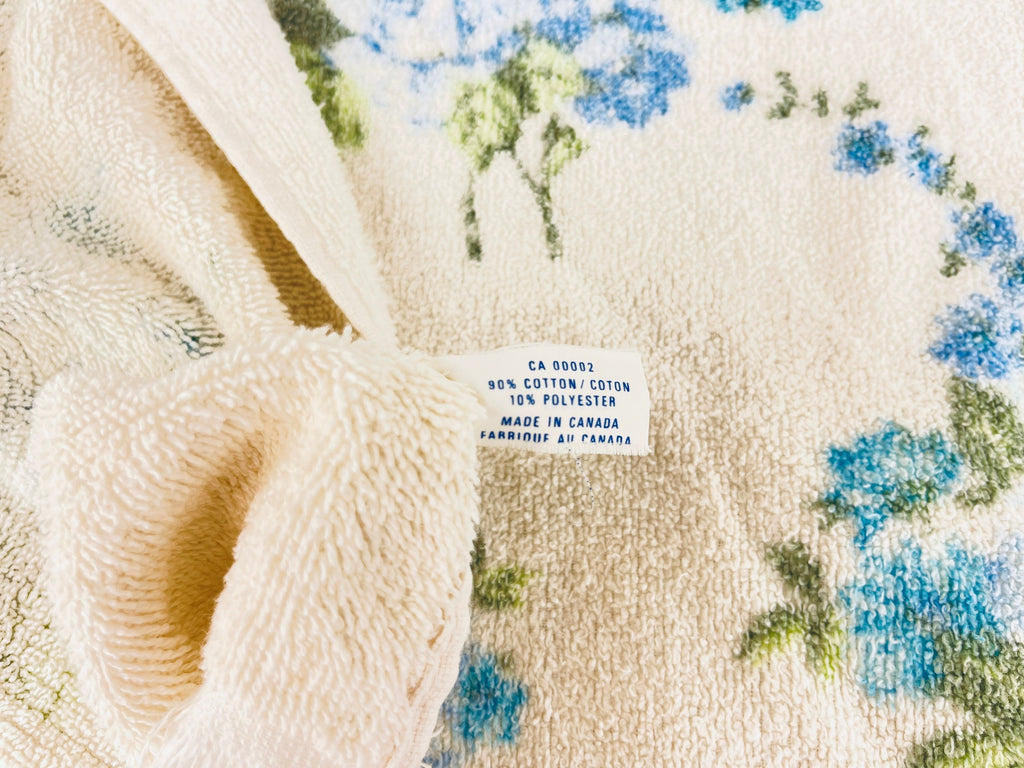 CA 00002
90% COTTON / COTON
10% POLYESTER
MADE IN CANADA
FABRIQUE AU CANADA